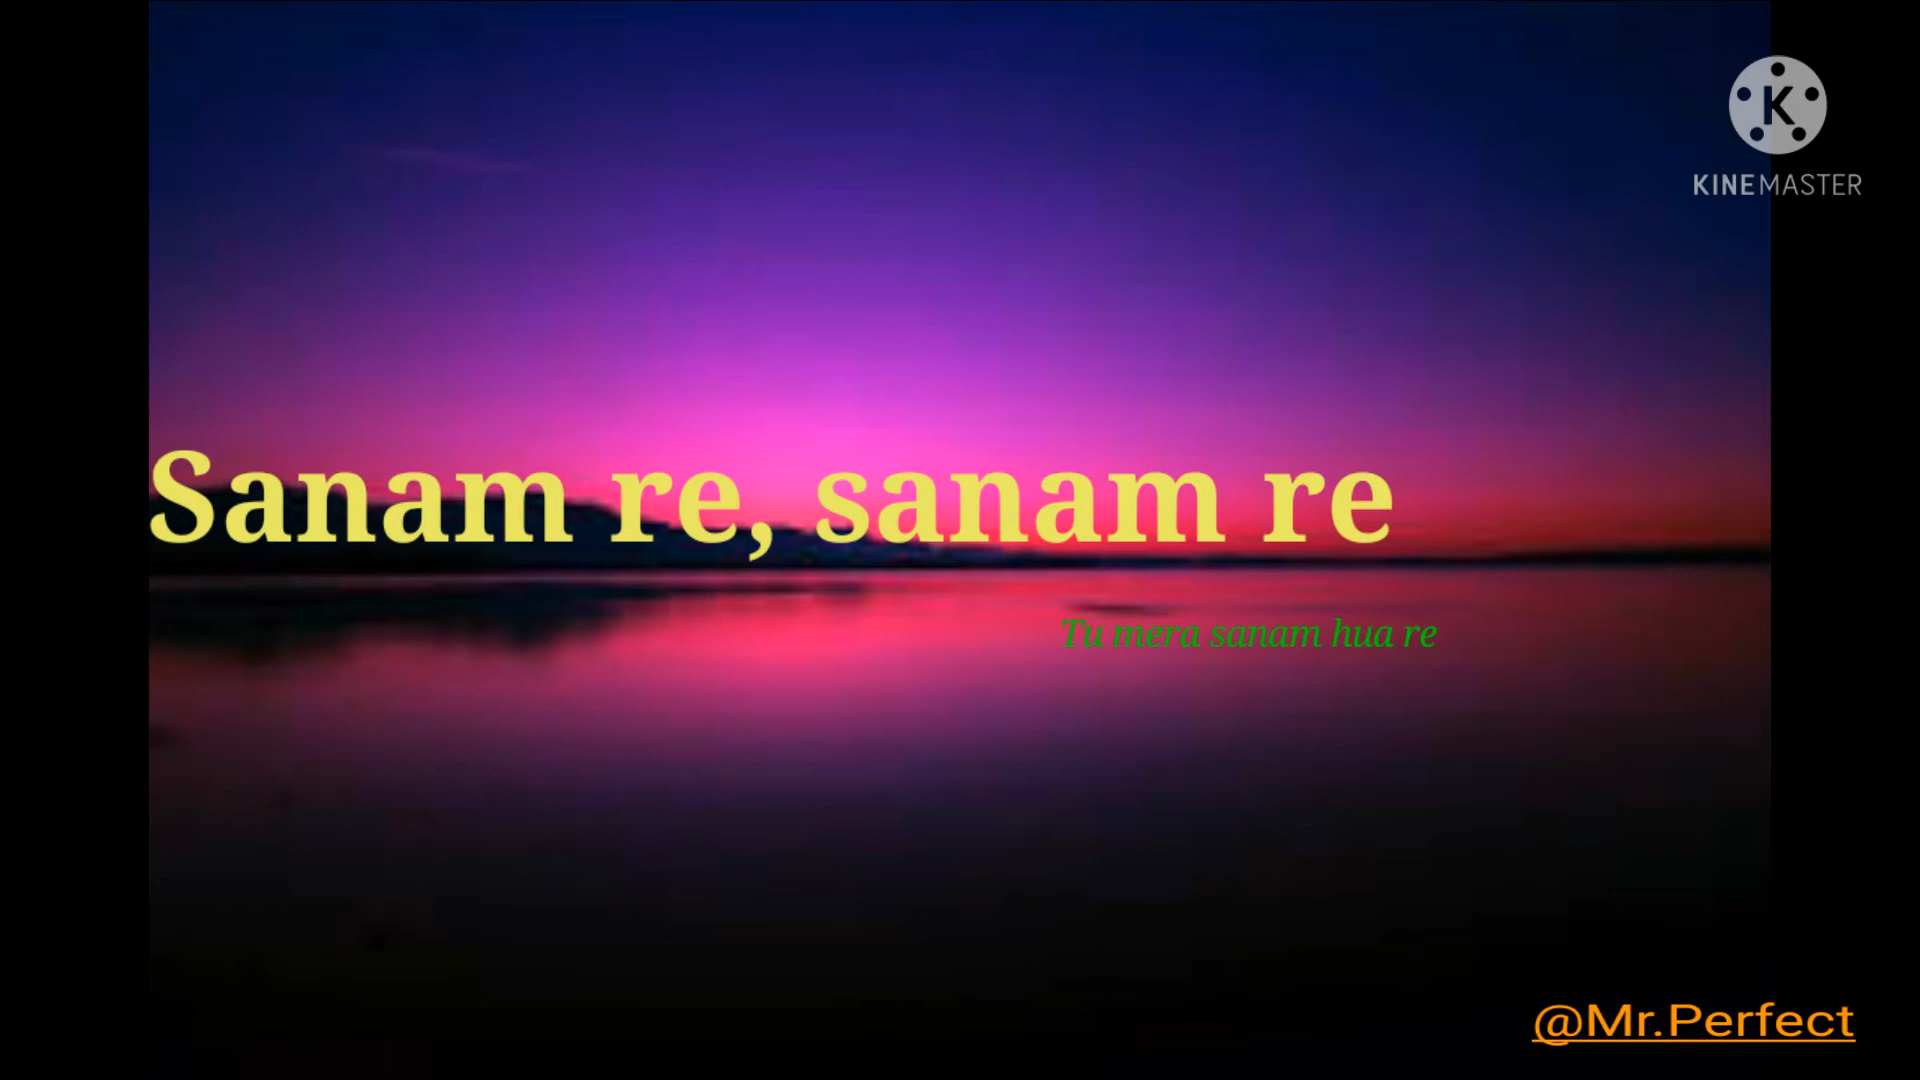 K
KINEMASTER
Sanam re, sanam re
Tu mera sanam hua re
@Mr.Perfect